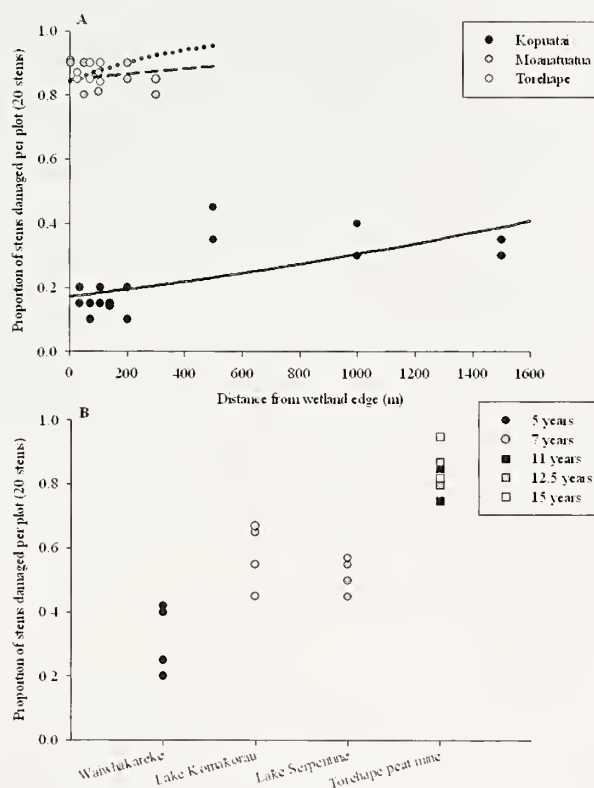 A
Proportion of stems damaged per plot (20 stems)
1.0
0.8
0.6
0.4
0.2
0.0
0
200
400
600
800
1000
1200
1400
1600
Distance from wetland edge (m)
Kopuatai
Moanatuatua
Torehape
B
Proportion of stems damaged per plot (20 stems)
1.0
0.8
0.6
0.4
0.2
0.0
Waiwhakareke
Lake Komakorau
Lake Serpentine
Torehape peat mine
5 years
7 years
11 years
12.5 years
15 years